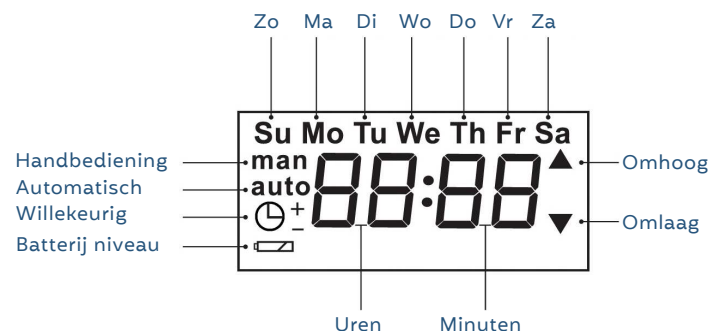 Zo Ma Di Wo Do Vr Za
Su Mo Tu We Th Fr Sa
Handbediening man
Automatisch auto
88:88
Omhoog
Willekeurig + −
Omlaag
Batterij niveau
Uren Minuten